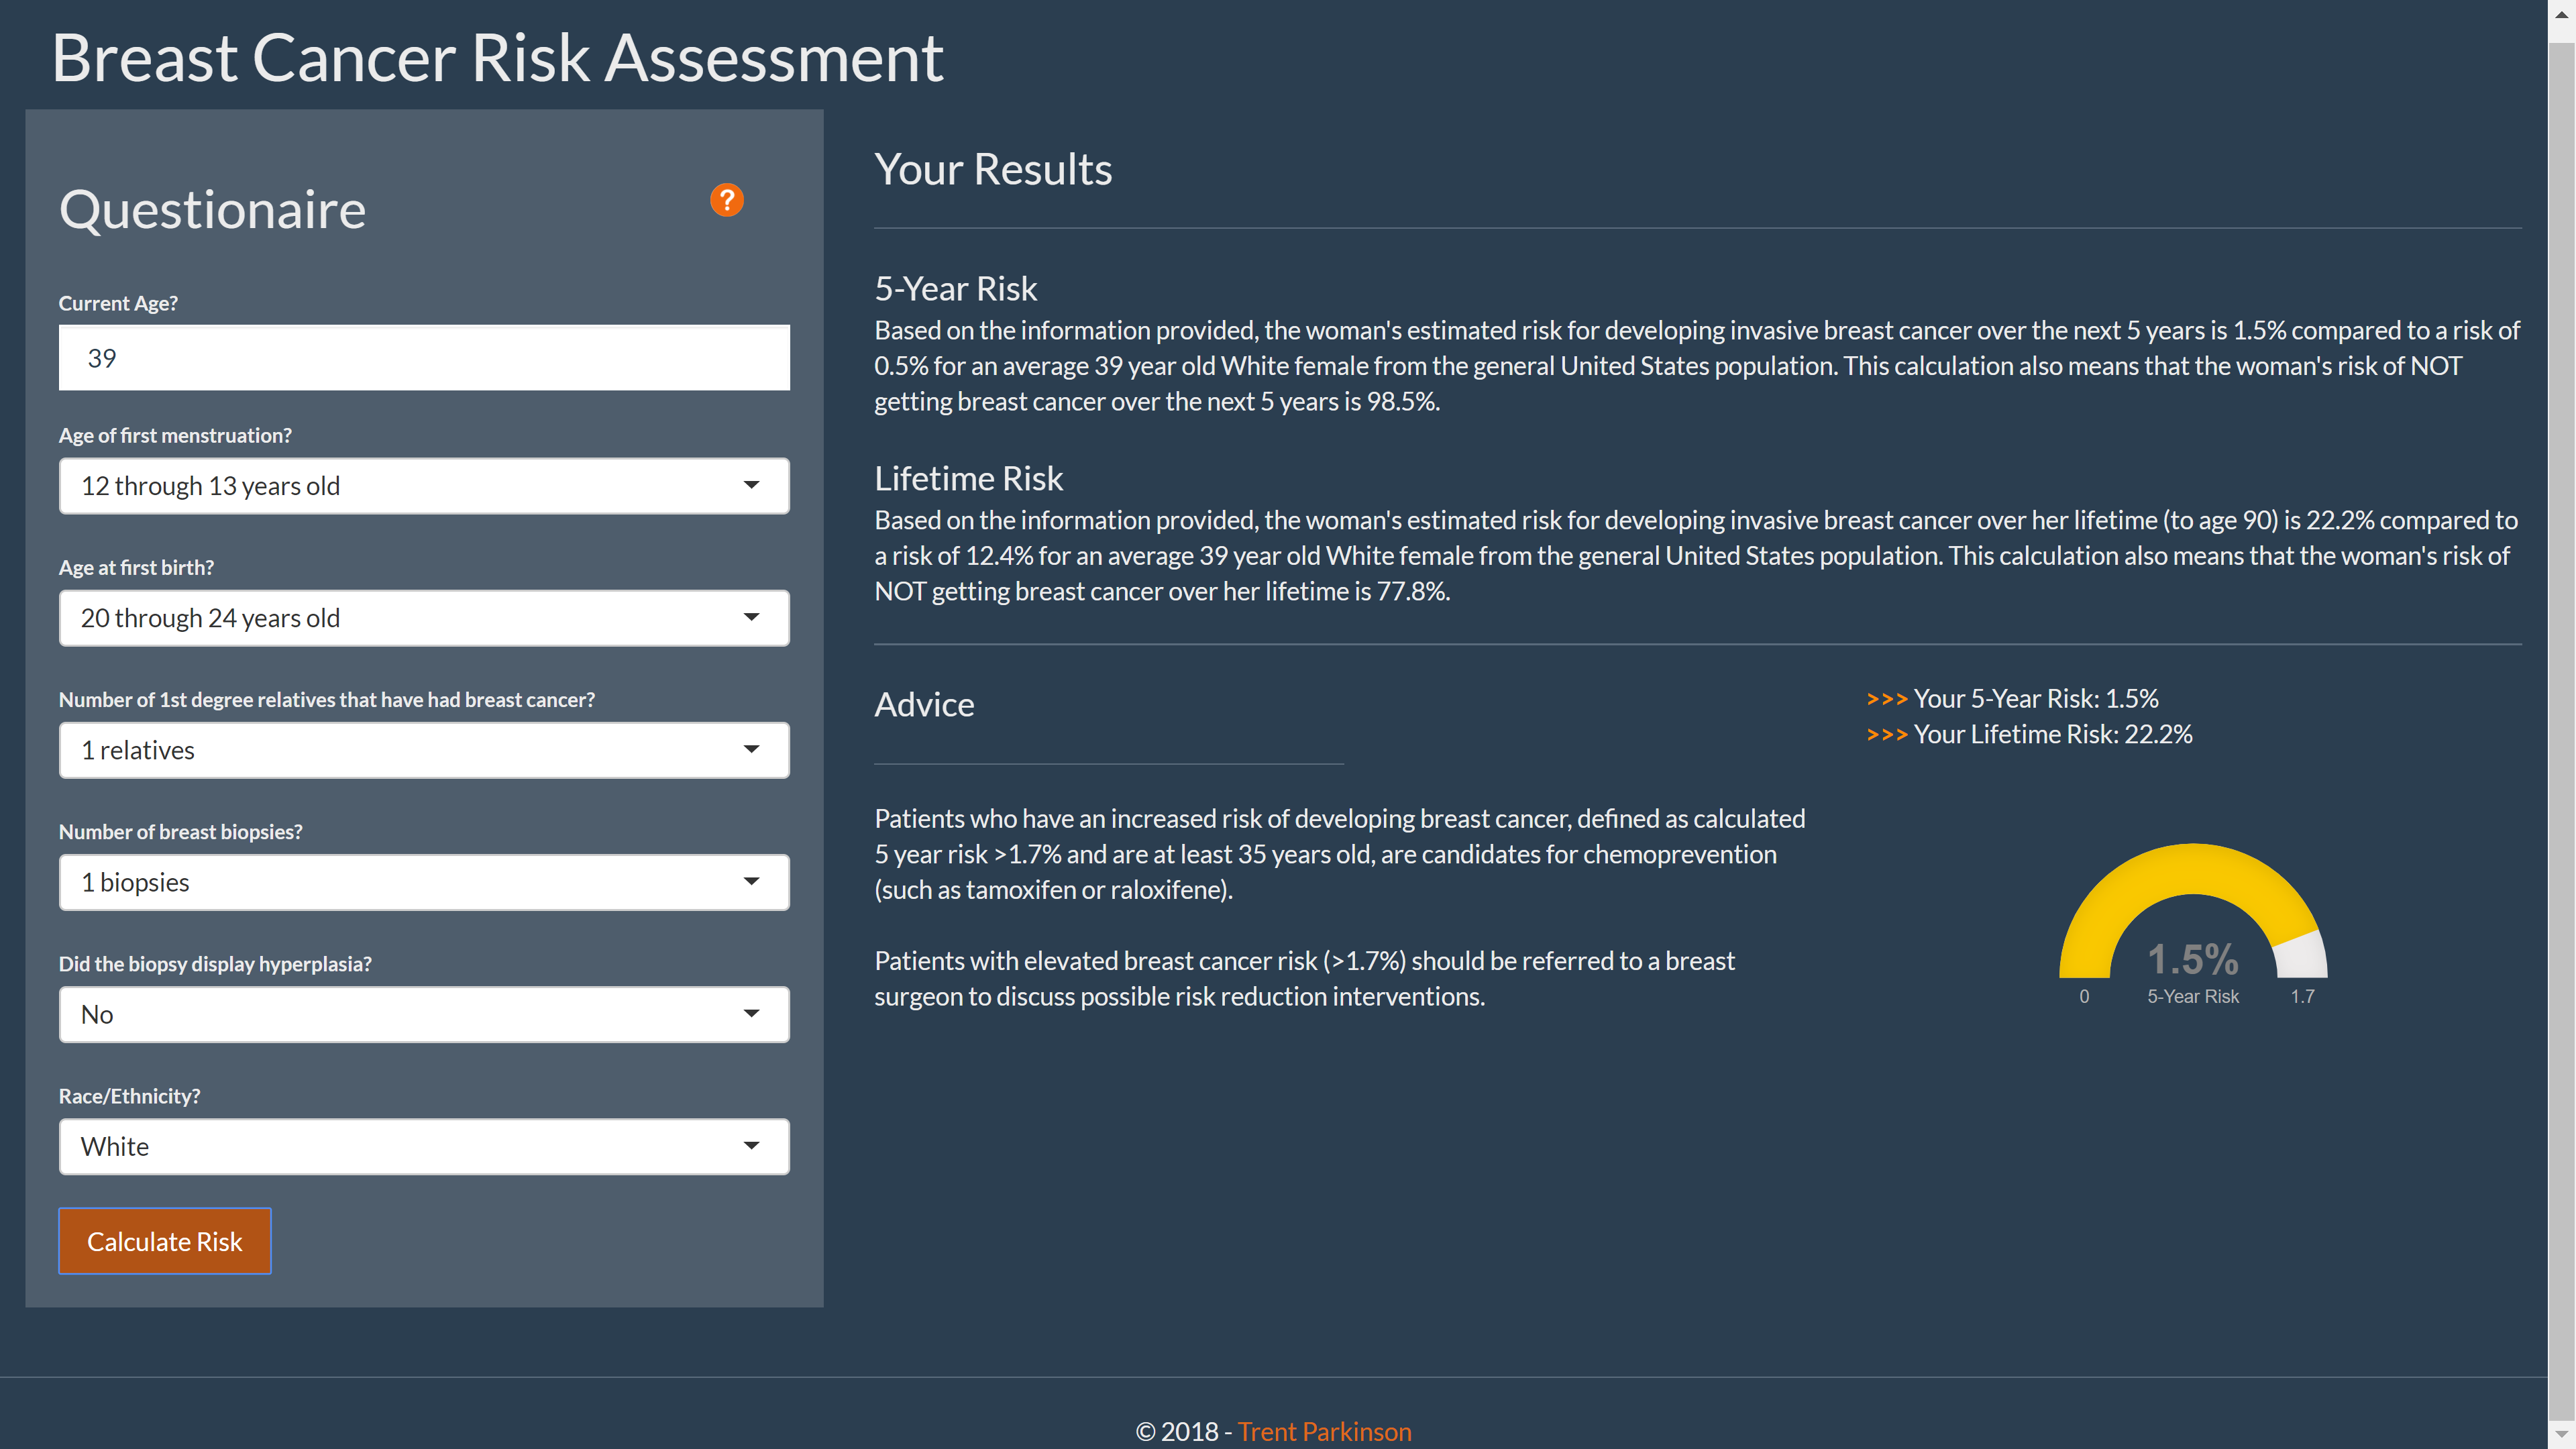 Breast Cancer Risk Assessment
Questionaire
?
Current Age?
39
Age of first menstruation?
12 through 13 years old
Age at first birth?
20 through 24 years old
Number of 1st degree relatives that have had breast cancer?
1 relatives
Number of breast biopsies?
1 biopsies
Did the biopsy display hyperplasia?
No
Race/Ethnicity?
White
Calculate Risk
Your Results
5-Year Risk
Based on the information provided, the woman's estimated risk for developing invasive breast cancer over the next 5 years is 1.5% compared to a risk of
0.5% for an average 39 year old White female from the general United States population. This calculation also means that the woman's risk of NOT
getting breast cancer over the next 5 years is 98.5%.
Lifetime Risk
Based on the information provided, the woman's estimated risk for developing invasive breast cancer over her lifetime (to age 90) is 22.2% compared to
a risk of 12.4% for an average 39 year old White female from the general United States population. This calculation also means that the woman's risk of
NOT getting breast cancer over her lifetime is 77.8%.
Advice
Patients who have an increased risk of developing breast cancer, defined as calculated
5 year risk >1.7% and are at least 35 years old, are candidates for chemoprevention
(such as tamoxifen or raloxifene).
Patients with elevated breast cancer risk (>1.7%) should be referred to a breast
surgeon to discuss possible risk reduction interventions.
>>> Your 5-Year Risk: 1.5%
>>> Your Lifetime Risk: 22.2%
1.5%
0 5-Year Risk 1.7
© 2018 - Trent Parkinson